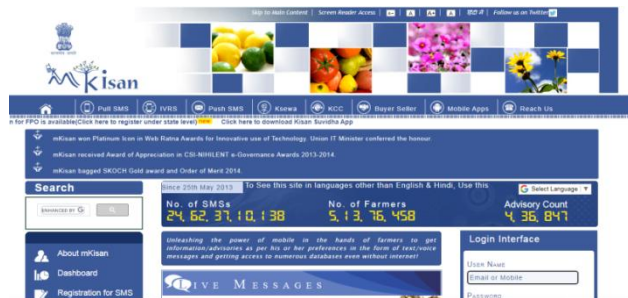 Skip to Main Content | Screen Reader Access | A- | A | A+ | A | हिंदी में | Follow us on Twitter
mKisan
Pull SMS
IVRS
Push SMS
Ksewa
KCC
Buyer Seller
Mobile Apps
Reach Us
n for FPO is available(Click here to register under state level) new Click here to download Kisan Suvidha App
mKisan won Platinum Icon in Web Ratna Awards for Innovative use of Technology. Union IT Minister conferred the honour.
mKisan received Award of Appreciation in CSI-NIHILENT e-Governance Awards 2013-2014.
mKisan bagged SKOCH Gold award and Order of Merit 2014.
Search
Since 25th May 2013
To See this site in languages other than English & Hindi, Use this
G Select Language ▼
ENHANCED BY G
No. of SMSs
No. of Farmers
Advisory Count
24, 62, 37, 10, 138
5, 13, 76, 458
4, 36, 847
About mKisan
Dashboard
Registration for SMS
Unleashing the power of mobile in the hands of farmers to get
information/advisories as per his or her preferences in the form of text/voice
messages and getting access to numerous databases even without internet!
LIVE MESSAGES
Login Interface
USER NAME
Email or Mobile
PASSWORD